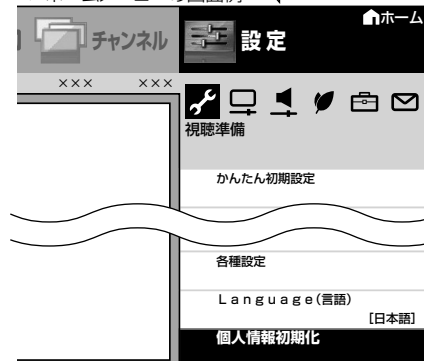 チャンネル
設定
ホーム
××× ×××
視聴準備
かんたん初期設定
各種設定
Language(言語)
[日本語]
個人情報初期化